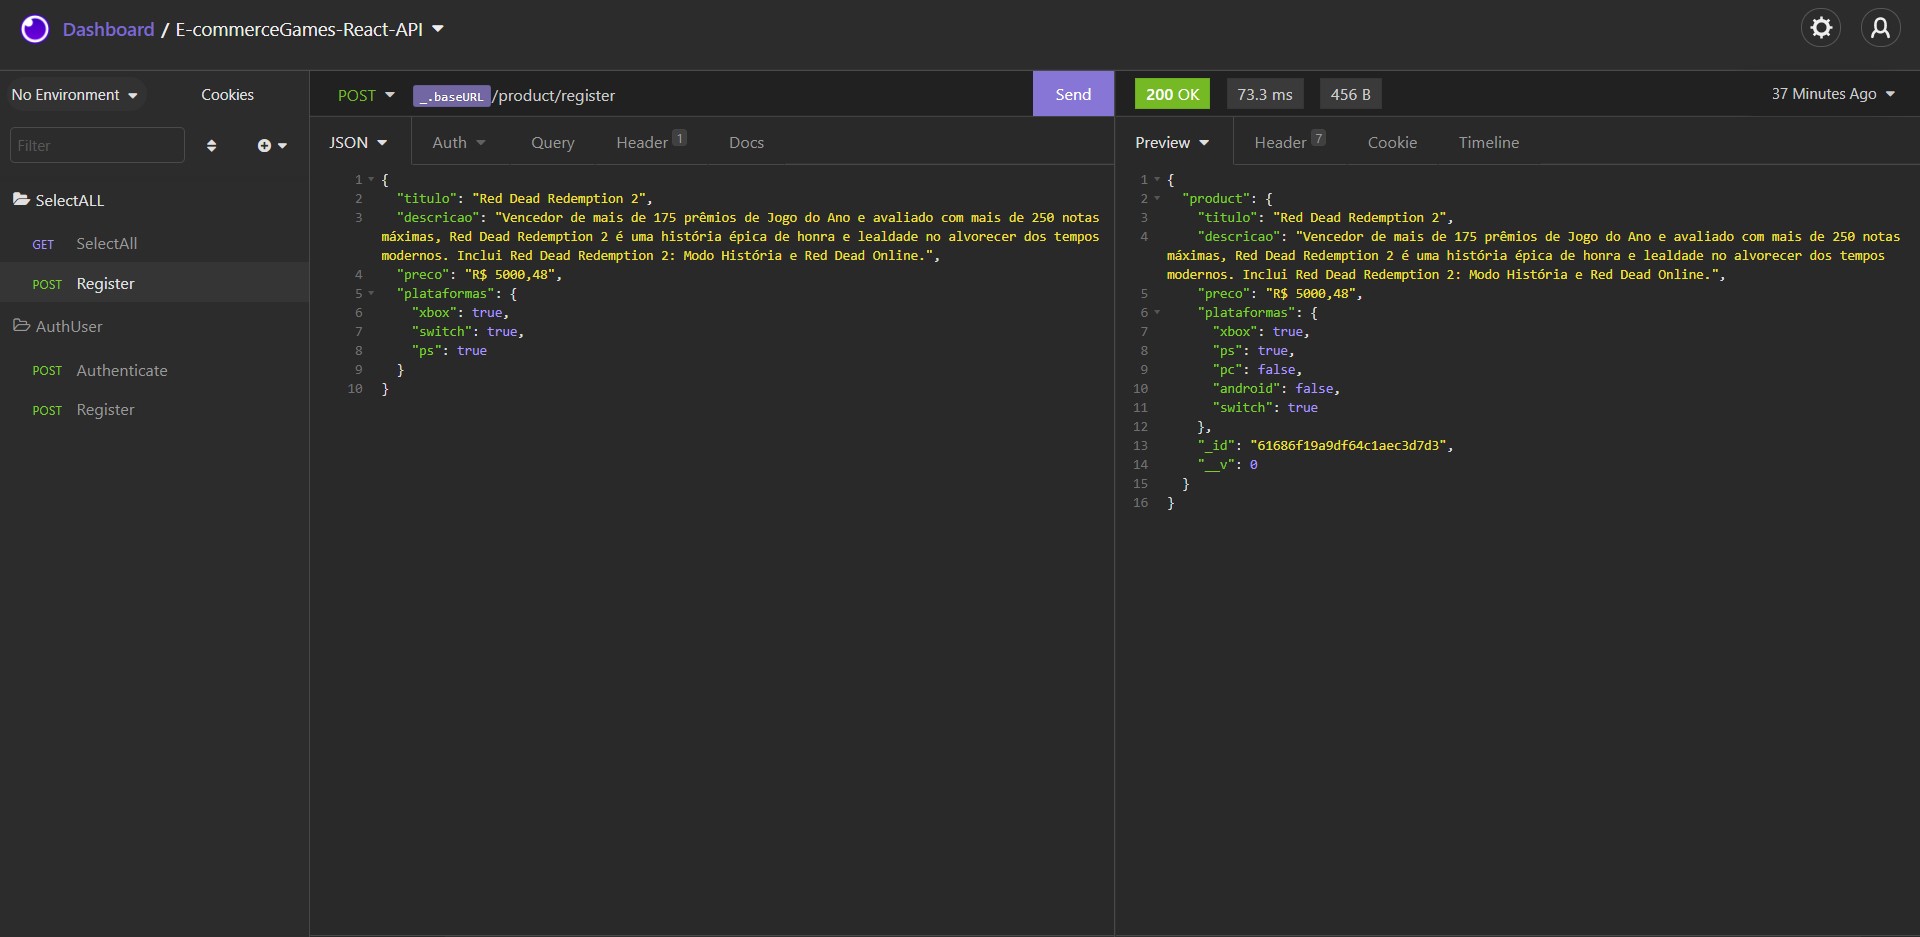 Dashboard / E-commerceGames-React-API
No Environment
Cookies
Filter
SelectALL
GET SelectAll
POST Register
AuthUser
POST Authenticate
POST Register
POST _.baseURL/product/register
Send
JSON
Auth
Query
Header 1
Docs
1 {
2 "titulo": "Red Dead Redemption 2",
3 "descricao": "Vencedor de mais de 175 prêmios de Jogo do Ano e avaliado com mais de 250 notas
máximas, Red Dead Redemption 2 é uma história épica de honra e lealdade no alvorecer dos tempos
modernos. Inclui Red Dead Redemption 2: Modo História e Red Dead Online.",
4 "preco": "R$ 5000,48",
5 "plataformas": {
6 "xbox": true,
7 "switch": true,
8 "ps": true
9 }
10 }
200 OK
73.3 ms
456 B
37 Minutes Ago
Preview
Header 7
Cookie
Timeline
1 {
2 "product": {
3 "titulo": "Red Dead Redemption 2",
4 "descricao": "Vencedor de mais de 175 prêmios de Jogo do Ano e avaliado com mais de 250 notas
máximas, Red Dead Redemption 2 é uma história épica de honra e lealdade no alvorecer dos tempos
modernos. Inclui Red Dead Redemption 2: Modo História e Red Dead Online.",
5 "preco": "R$ 5000,48",
6 "plataformas": {
7 "xbox": true,
8 "ps": true,
9 "pc": false,
10 "android": false,
11 "switch": true
12 },
13 "_id": "61686f19a9df64c1aec3d7d3",
14 "__v": 0
15 }
16 }